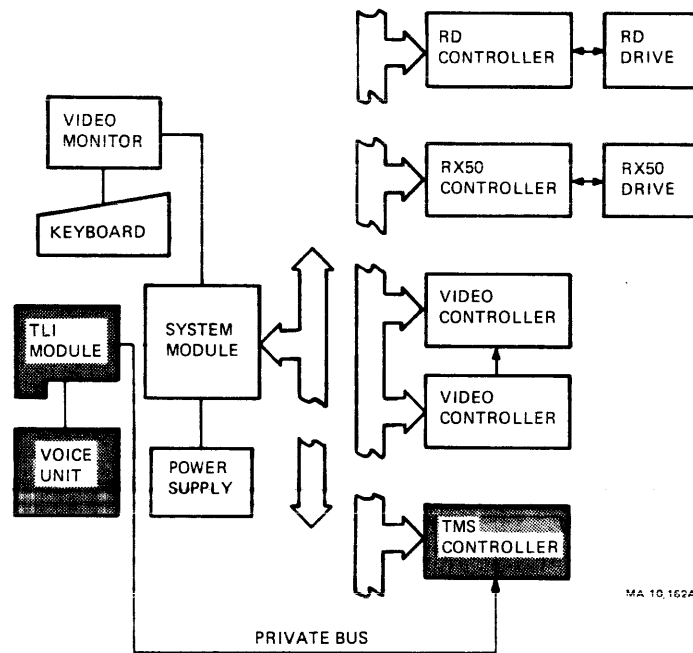 RD
CONTROLLER
RD
DRIVE
VIDEO
MONITOR
RX50
CONTROLLER
RX50
DRIVE
KEYBOARD
VIDEO
CONTROLLER
TLI
MODULE
SYSTEM
MODULE
VIDEO
CONTROLLER
VOICE
UNIT
POWER
SUPPLY
TMS
CONTROLLER
MA 10,162A
PRIVATE BUS